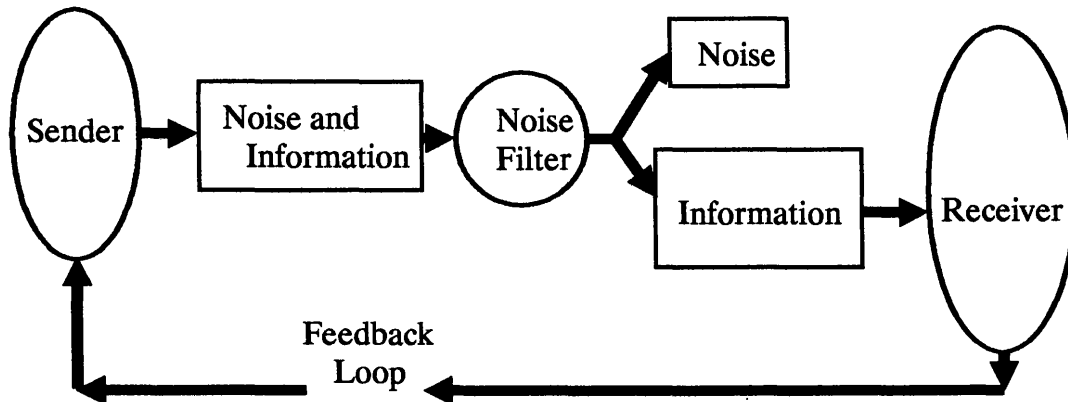 Sender
Noise and
Information
Noise
Filter
Noise
Information
Receiver
Feedback
Loop